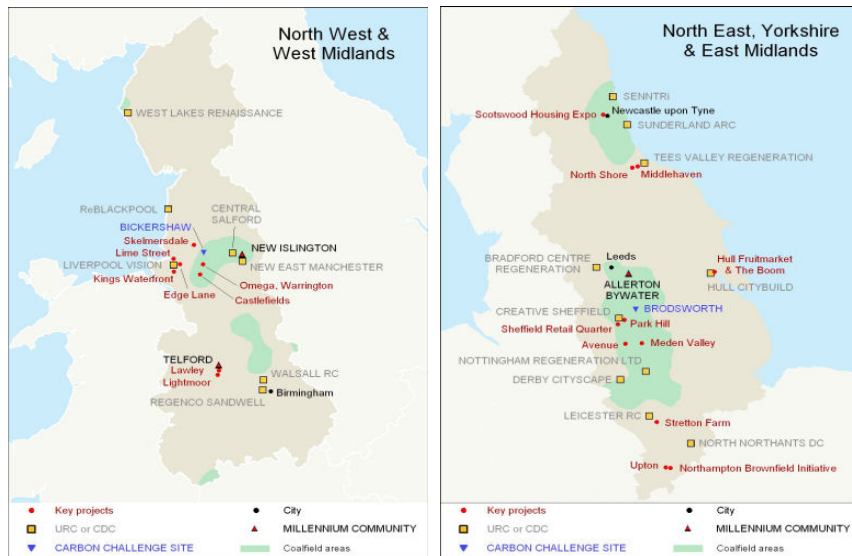 North West &
West Midlands
WEST LAKES RENAISSANCE
ReBLACKPOOL
CENTRAL
SALFORD
BICKERSHAW
Skelmersdale
NEW ISLINGTON
Lime Street
LIVERPOOL VISION
NEW EAST MANCHESTER
Kings Waterfront
Omega, Warrington
Edge Lane
Castlefields
TELFORD
Lawley
Lightmoor
WALSALL RC
Birmingham
REGENCO SANDWELL
Key projects
City
URC or CDC
MILLENNIUM COMMUNITY
CARBON CHALLENGE SITE
Coalfield areas
North East, Yorkshire
& East Midlands
SENNTRi
Newcastle upon Tyne
Scotswood Housing Expo
SUNDERLAND ARC
TEES VALLEY REGENERATION
North Shore
Middlehaven
BRADFORD CENTRE
REGENERATION
Leeds
Hull Fruitmarket
& The Boom
ALLERTON
BYWATER
HULL CITYBUILD
CREATIVE SHEFFIELD
BRODSWORTH
Park Hill
Sheffield Retail Quarter
Avenue
Meden Valley
NOTTINGHAM REGENERATION LTD
DERBY CITYSCAPE
LEICESTER RC
Stretton Farm
NORTH NORTHANTS DC
Upton
Northampton Brownfield Initiative
Key projects
City
URC or CDC
MILLENNIUM COMMUNITY
CARBON CHALLENGE SITE
Coalfield areas